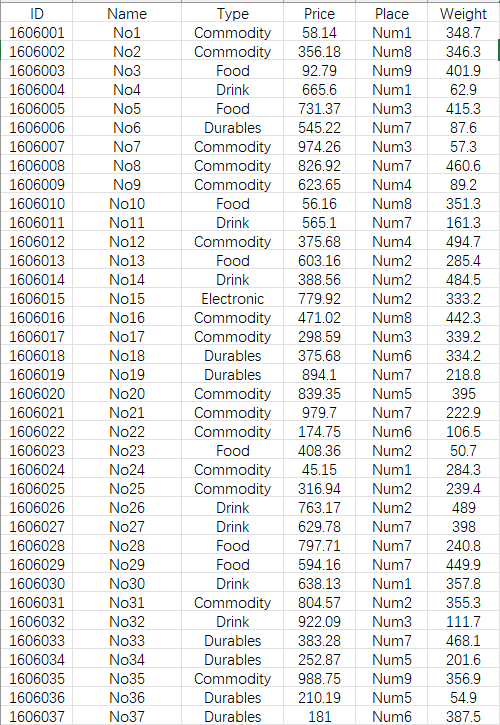 ID Name Type Price Place Weight
1606001 No1 Commodity 58.14 Num1 348.7
1606002 No2 Commodity 356.18 Num8 346.3
1606003 No3 Food 92.79 Num9 401.9
1606004 No4 Drink 665.6 Num1 62.9
1606005 No5 Food 731.37 Num3 415.3
1606006 No6 Durables 545.22 Num7 87.6
1606007 No7 Commodity 974.26 Num3 57.3
1606008 No8 Commodity 826.92 Num7 460.6
1606009 No9 Commodity 623.65 Num4 89.2
1606010 No10 Food 56.16 Num8 351.3
1606011 No11 Drink 565.1 Num7 161.3
1606012 No12 Commodity 375.68 Num4 494.7
1606013 No13 Food 603.16 Num2 285.4
1606014 No14 Drink 388.56 Num2 484.5
1606015 No15 Electronic 779.92 Num2 333.2
1606016 No16 Commodity 471.02 Num8 442.3
1606017 No17 Commodity 298.59 Num3 339.2
1606018 No18 Durables 375.68 Num6 334.2
1606019 No19 Durables 894.1 Num7 218.8
1606020 No20 Commodity 839.35 Num5 395
1606021 No21 Commodity 979.7 Num7 222.9
1606022 No22 Commodity 174.75 Num6 106.5
1606023 No23 Food 408.36 Num2 50.7
1606024 No24 Commodity 45.15 Num1 284.3
1606025 No25 Commodity 316.94 Num2 239.4
1606026 No26 Drink 763.17 Num2 489
1606027 No27 Drink 629.78 Num7 398
1606028 No28 Food 797.71 Num7 240.8
1606029 No29 Food 594.16 Num7 449.9
1606030 No30 Drink 638.13 Num1 357.8
1606031 No31 Commodity 804.57 Num2 355.3
1606032 No32 Drink 922.09 Num3 111.7
1606033 No33 Durables 383.28 Num7 468.1
1606034 No34 Durables 252.87 Num5 201.6
1606035 No35 Commodity 988.75 Num9 356.9
1606036 No36 Durables 210.19 Num5 54.9
1606037 No37 Durables 181 Num6 387.5